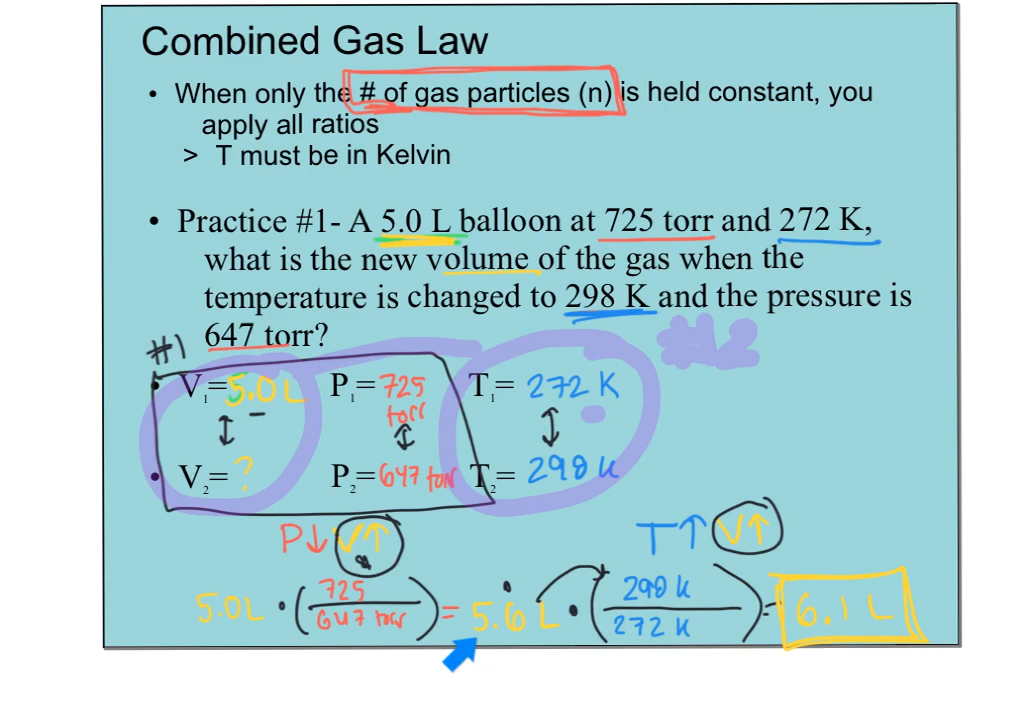 Combined Gas Law
• When only the # of gas particles (n) is held constant, you
apply all ratios
> T must be in Kelvin
• Practice #1- A 5.0 L balloon at 725 torr and 272 K,
what is the new volume of the gas when the
temperature is changed to 298 K and the pressure is
647 torr?
#1 #2
• V₁=5.0L P₁=725 torr T₁= 272 K
• V₂= ? P₂=647 torr T₂= 298 K
P↓ V↑ T↑ V↑
5.0L • (725 / 647 torr) = 5.6 L • (298 K / 272 K) = 6.1 L